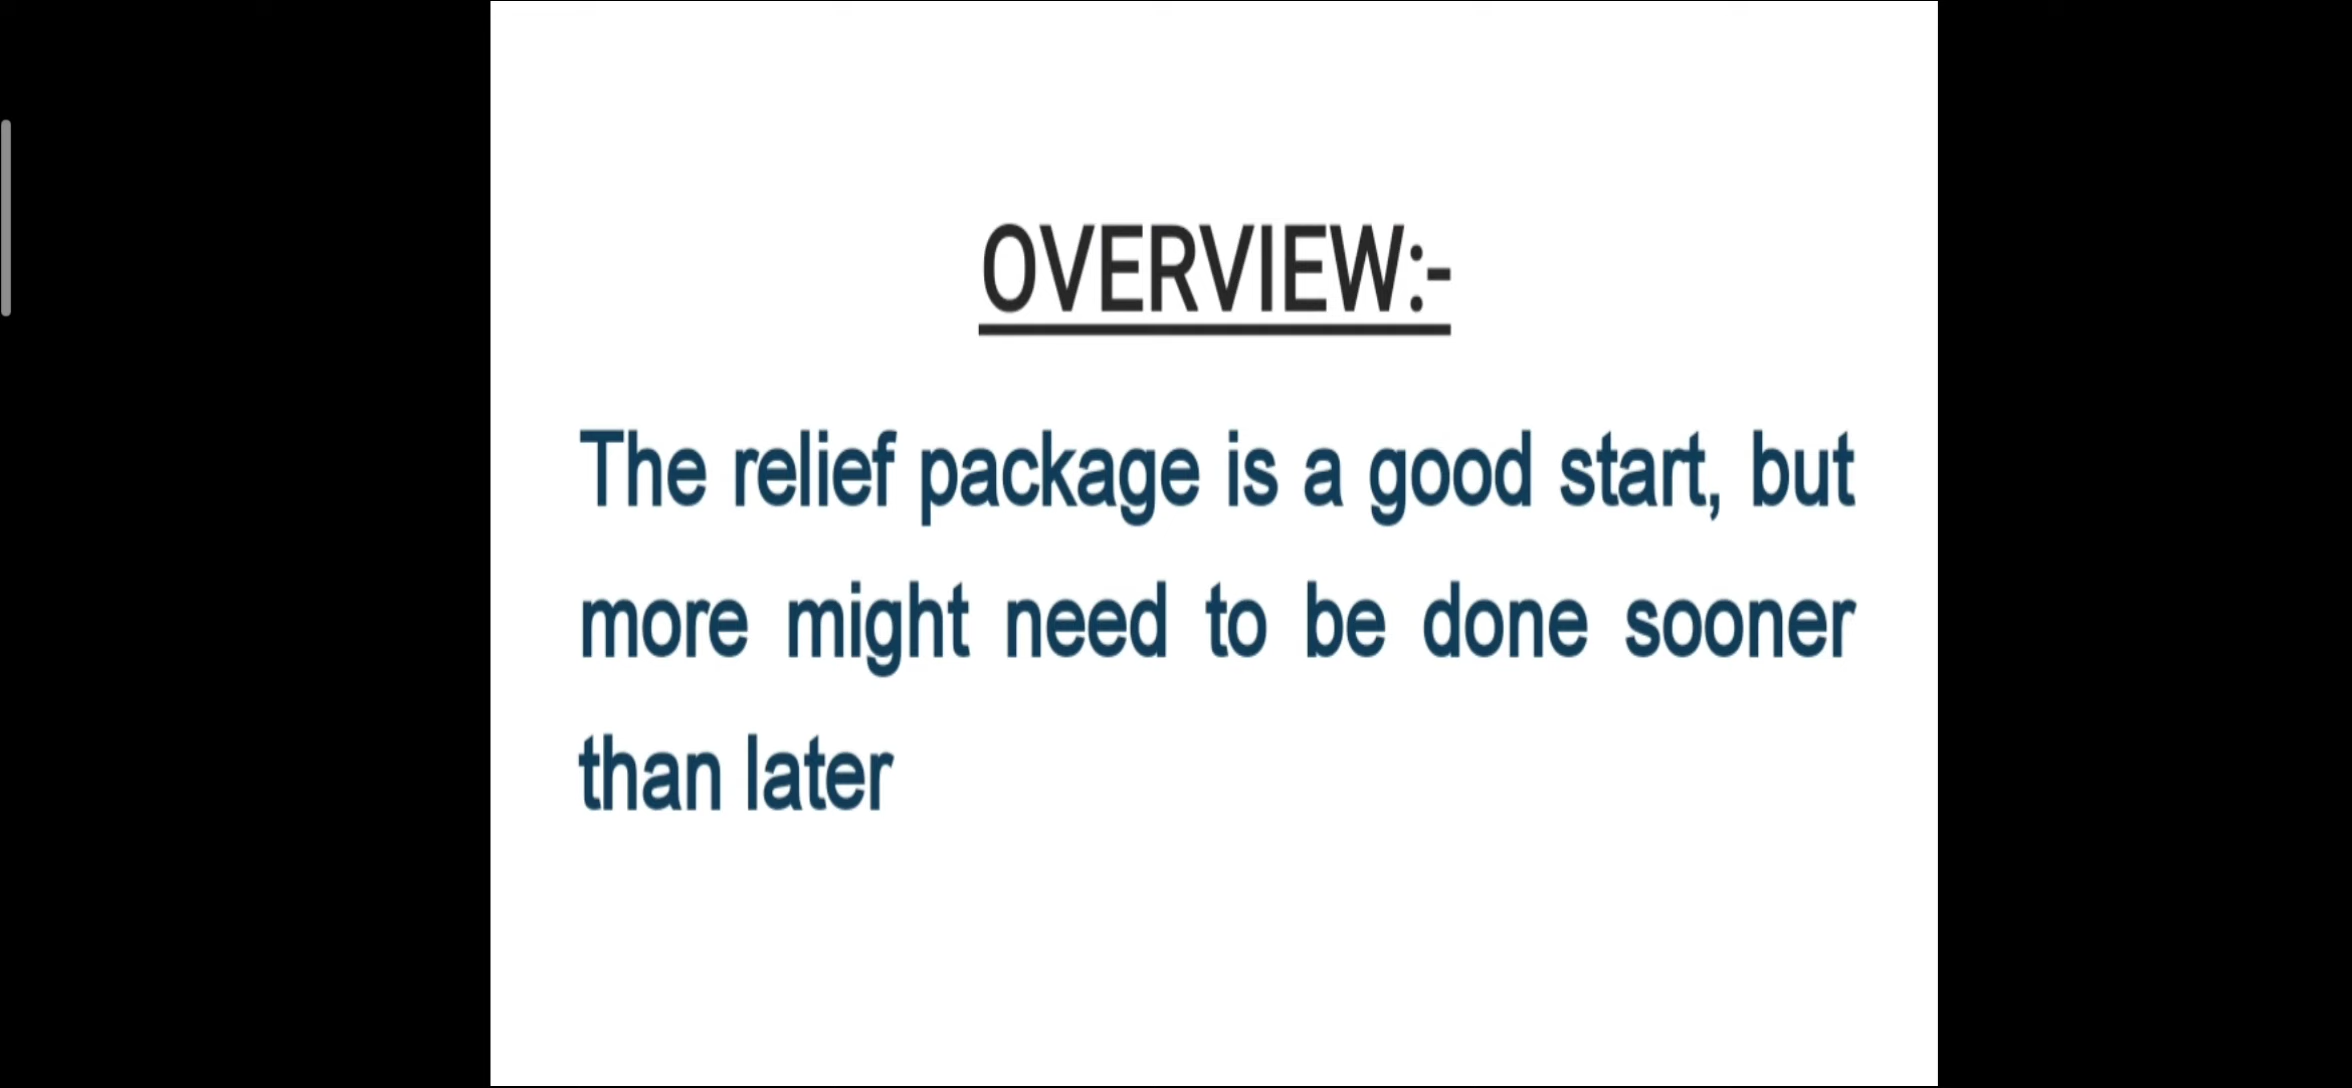 OVERVIEW:-
The relief package is a good start, but
more might need to be done sooner
than later